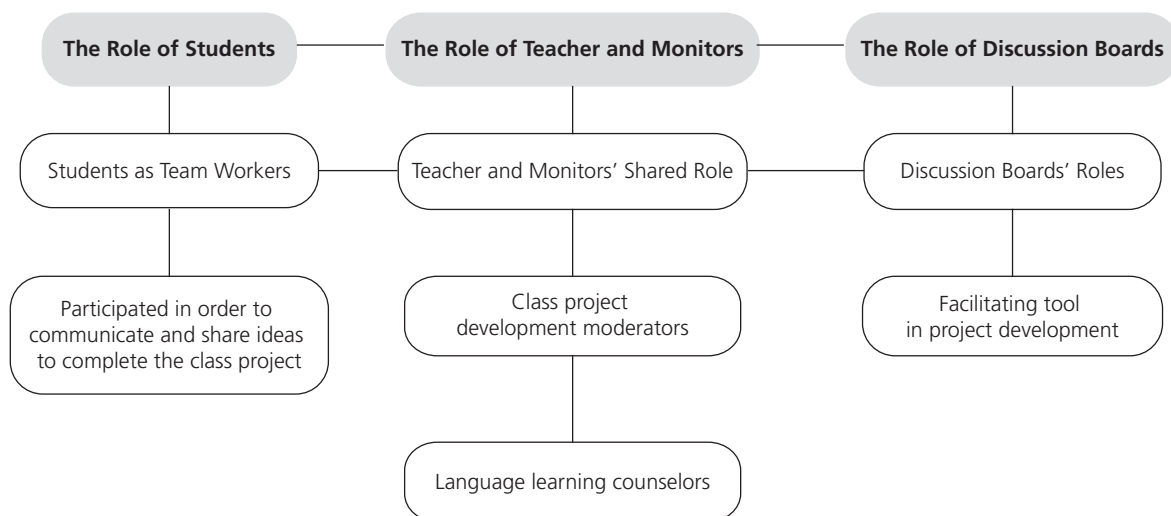 The Role of Students
The Role of Teacher and Monitors
The Role of Discussion Boards
Students as Team Workers
Teacher and Monitors’ Shared Role
Discussion Boards’ Roles
Participated in order to
communicate and share ideas
to complete the class project
Class project
development moderators
Facilitating tool
in project development
Language learning counselors